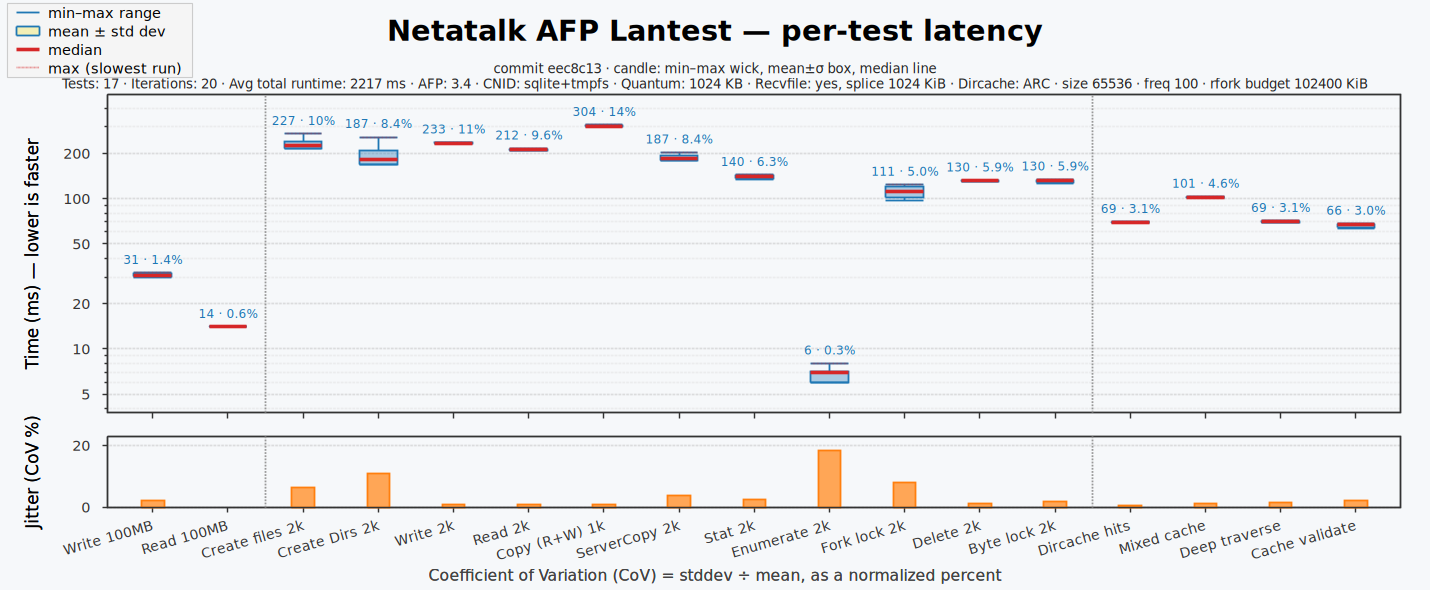 min–max range
mean ± std dev
median
max (slowest run)
Netatalk AFP Lantest — per-test latency
commit eec8c13 · candle: min–max wick, mean±σ box, median line
Tests: 17 · Iterations: 20 · Avg total runtime: 2217 ms · AFP: 3.4 · CNID: sqlite+tmpfs · Quantum: 1024 KB · Recvfile: yes, splice 1024 KiB · Dircache: ARC · size 65536 · freq 100 · rfork budget 102400 KiB
Time (ms) — lower is faster
200
100
50
20
10
5
31 · 1.4%
14 · 0.6%
227 · 10%
187 · 8.4%
233 · 11%
212 · 9.6%
304 · 14%
187 · 8.4%
140 · 6.3%
6 · 0.3%
111 · 5.0%
130 · 5.9%
130 · 5.9%
69 · 3.1%
101 · 4.6%
69 · 3.1%
66 · 3.0%
Jitter (CoV %)
20
0
Write 100MB
Read 100MB
Create files 2k
Create Dirs 2k
Write 2k
Read 2k
Copy (R+W) 1k
ServerCopy 2k
Stat 2k
Enumerate 2k
Fork lock 2k
Delete 2k
Byte lock 2k
Dircache hits
Mixed cache
Deep traverse
Cache validate
Coefficient of Variation (CoV) = stddev ÷ mean, as a normalized percent